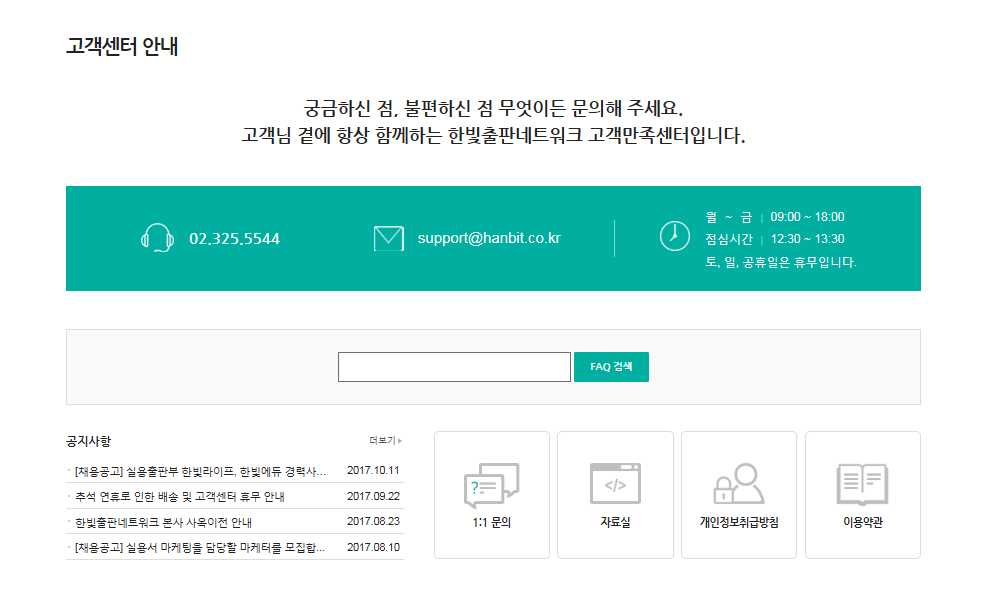 고객센터 안내
궁금하신 점, 불편하신 점 무엇이든 문의해 주세요.
고객님 곁에 항상 함께하는 한빛출판네트워크 고객만족센터입니다.
02.325.5544
support@hanbit.co.kr
월 ~ 금 | 09:00 ~ 18:00
점심시간 | 12:30 ~ 13:30
토, 일, 공휴일은 휴무입니다.
FAQ 검색
공지사항 더보기
[채용공고] 실용출판부 한빛라이프, 한빛에듀 경력사... 2017.10.11
추석 연휴로 인한 배송 및 고객센터 휴무 안내 2017.09.22
한빛출판네트워크 본사 사옥이전 안내 2017.08.23
[채용공고] 실용서 마케팅을 담당할 마케터를 모집합... 2017.08.10
?
1:1 문의
</>
자료실
개인정보취급방침
이용약관